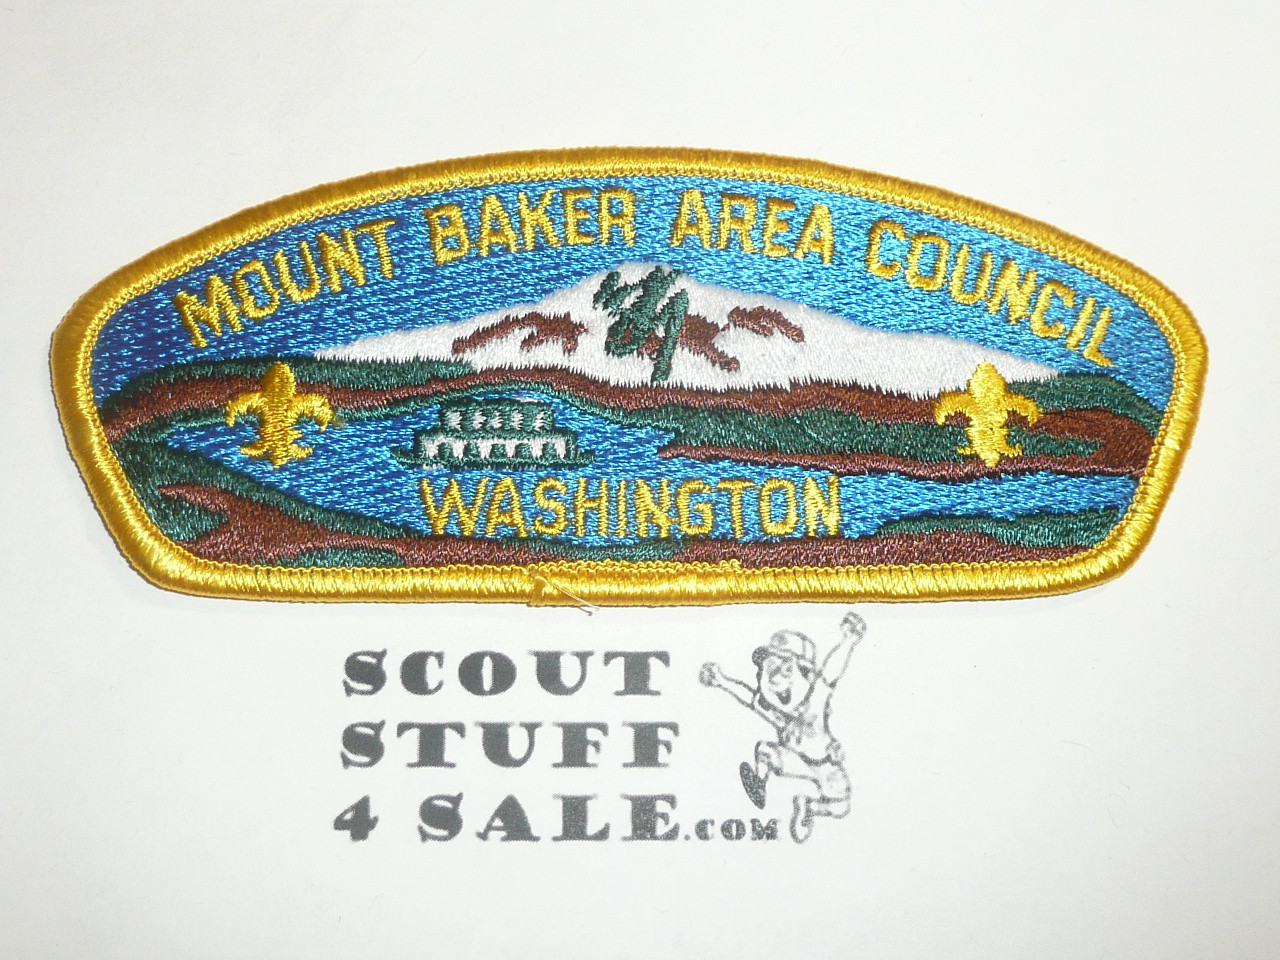 MOUNT BAKER AREA COUNCIL
WASHINGTON
SCOUT
STUFF
4 SALE.COM